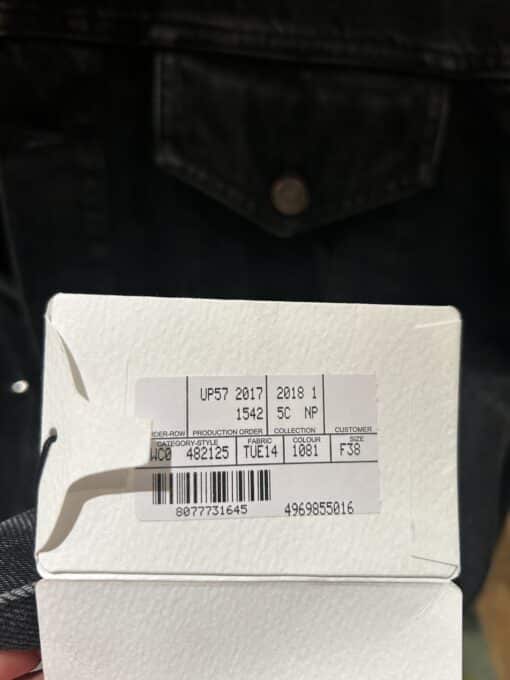 UP57 2017 2018 1
1542 5C NP
DER-ROW PRODUCTION ORDER COLLECTION CUSTOMER
CATEGORY-STYLE FABRIC COLOUR SIZE
WC0 482125 TUE14 1081 F38
8077731645 4969855016